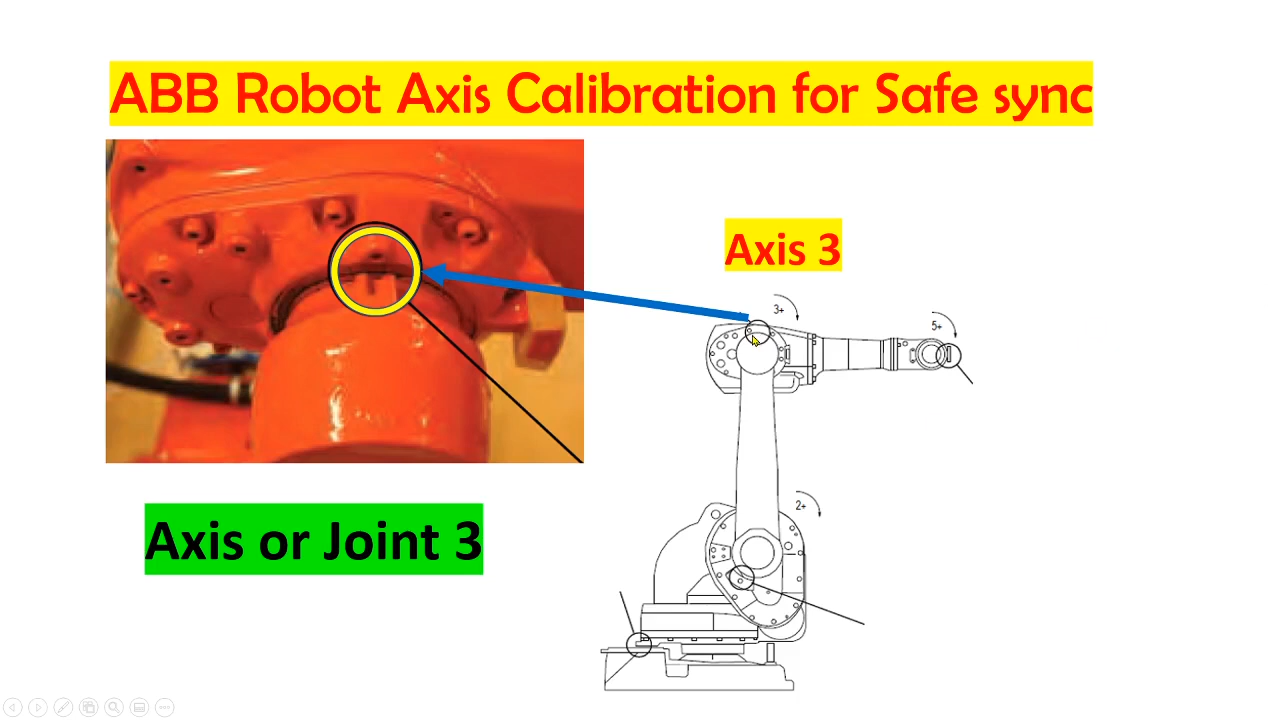 ABB Robot Axis Calibration for Safe sync
Axis 3
3+
5+
Axis or Joint 3
2+